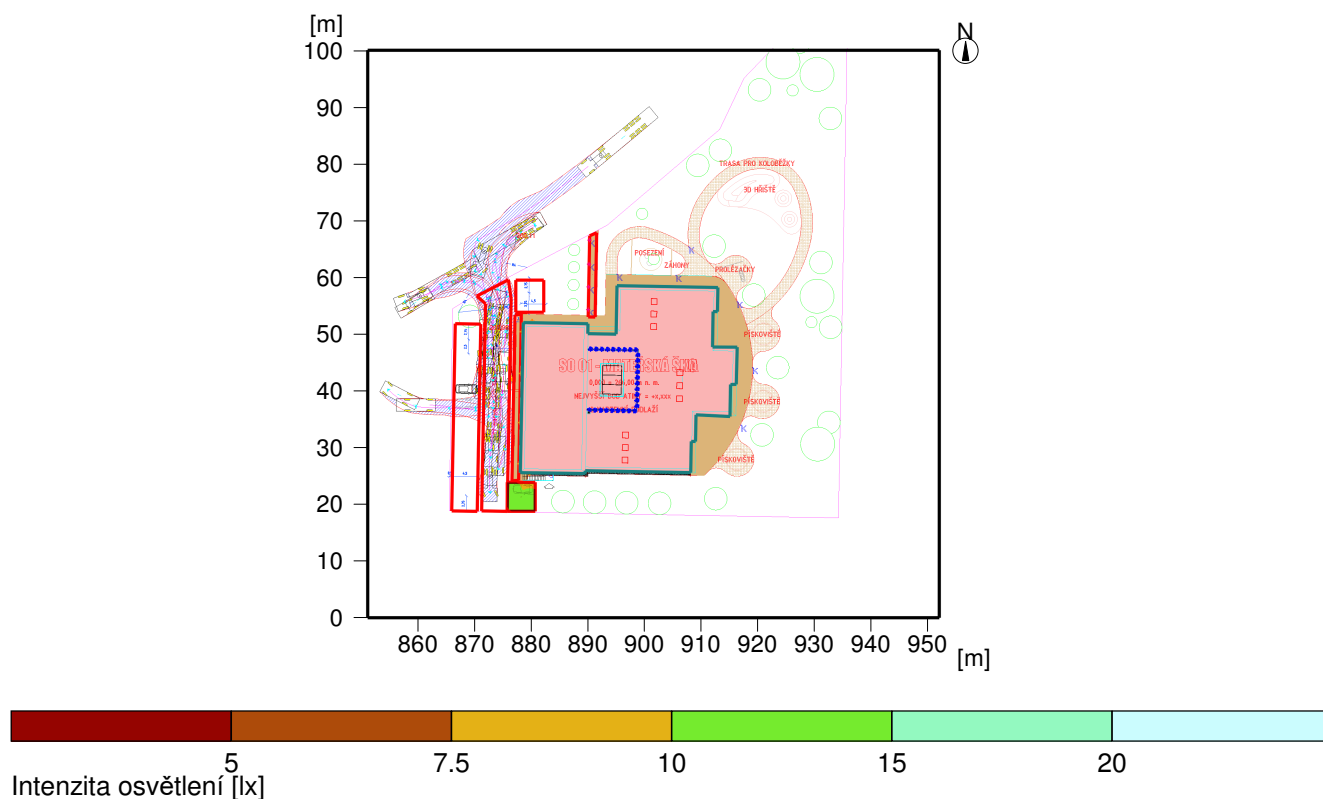 [m]
N
100
90
80
70
60
50
40
30
20
10
0
TRASA PRO KOLOBĚŽKY
3D HŘIŠTĚ
POSEZENÍ
ZÁHONY
PROLÉZAČKY
PÍSKOVIŠTĚ
SO 01 - MATEŘSKÁ ŠKOLA
PÍSKOVIŠTĚ
PÍSKOVIŠTĚ
860 870 880 890 900 910 920 930 940 950
[m]
5 7.5 10 15 20
Intenzita osvětlení [lx]